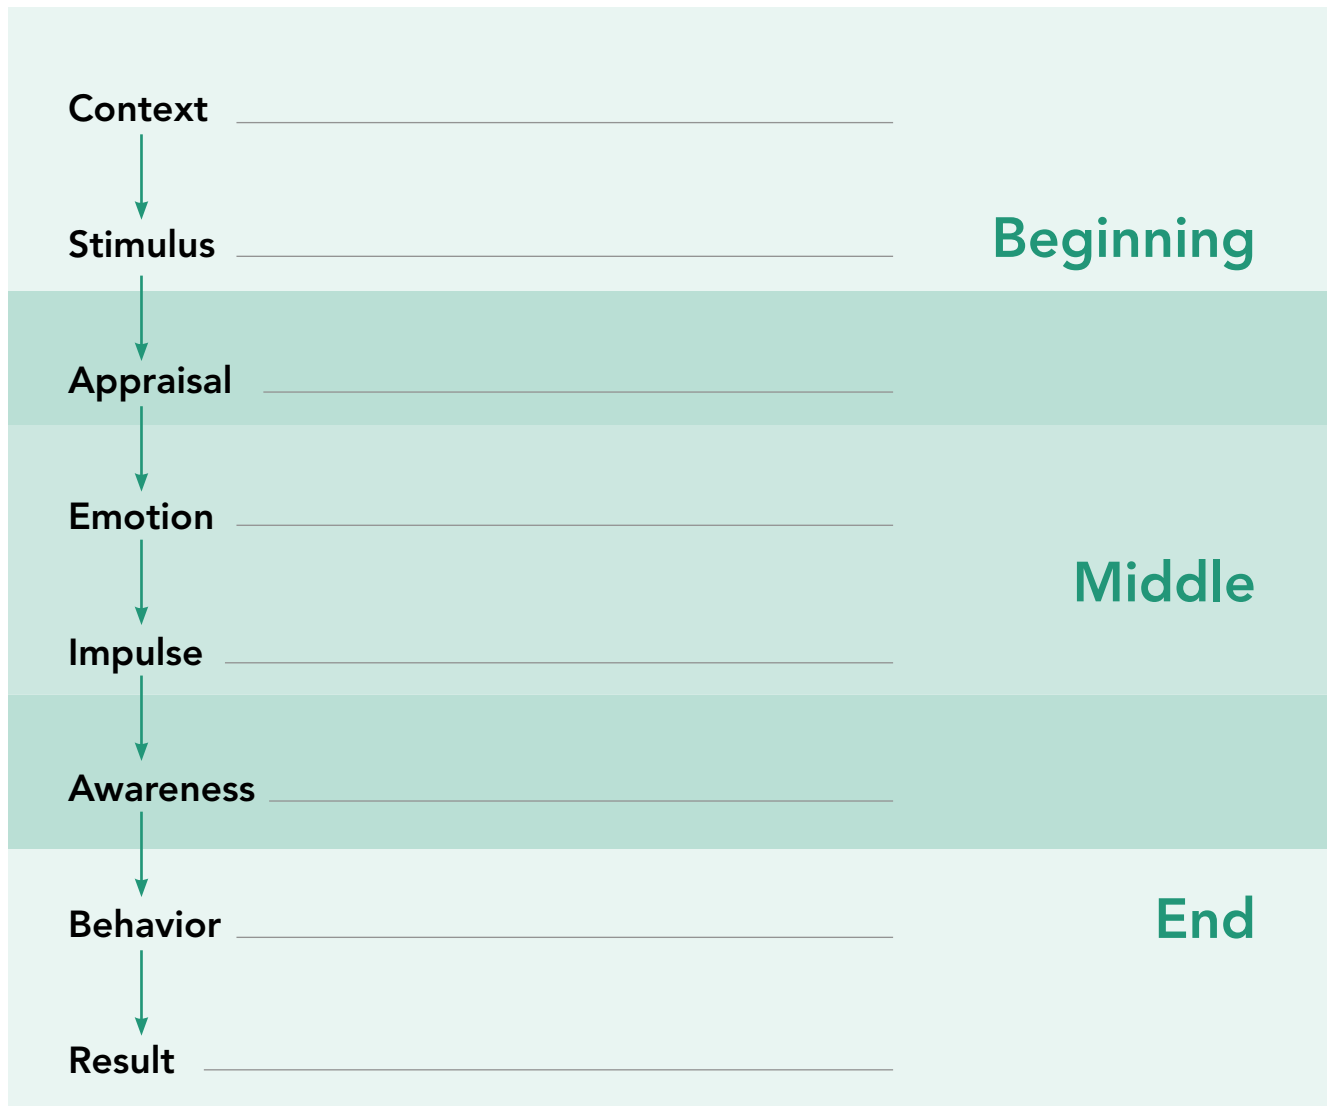 Context
Stimulus
Beginning
Appraisal
Emotion
Middle
Impulse
Awareness
Behavior
End
Result